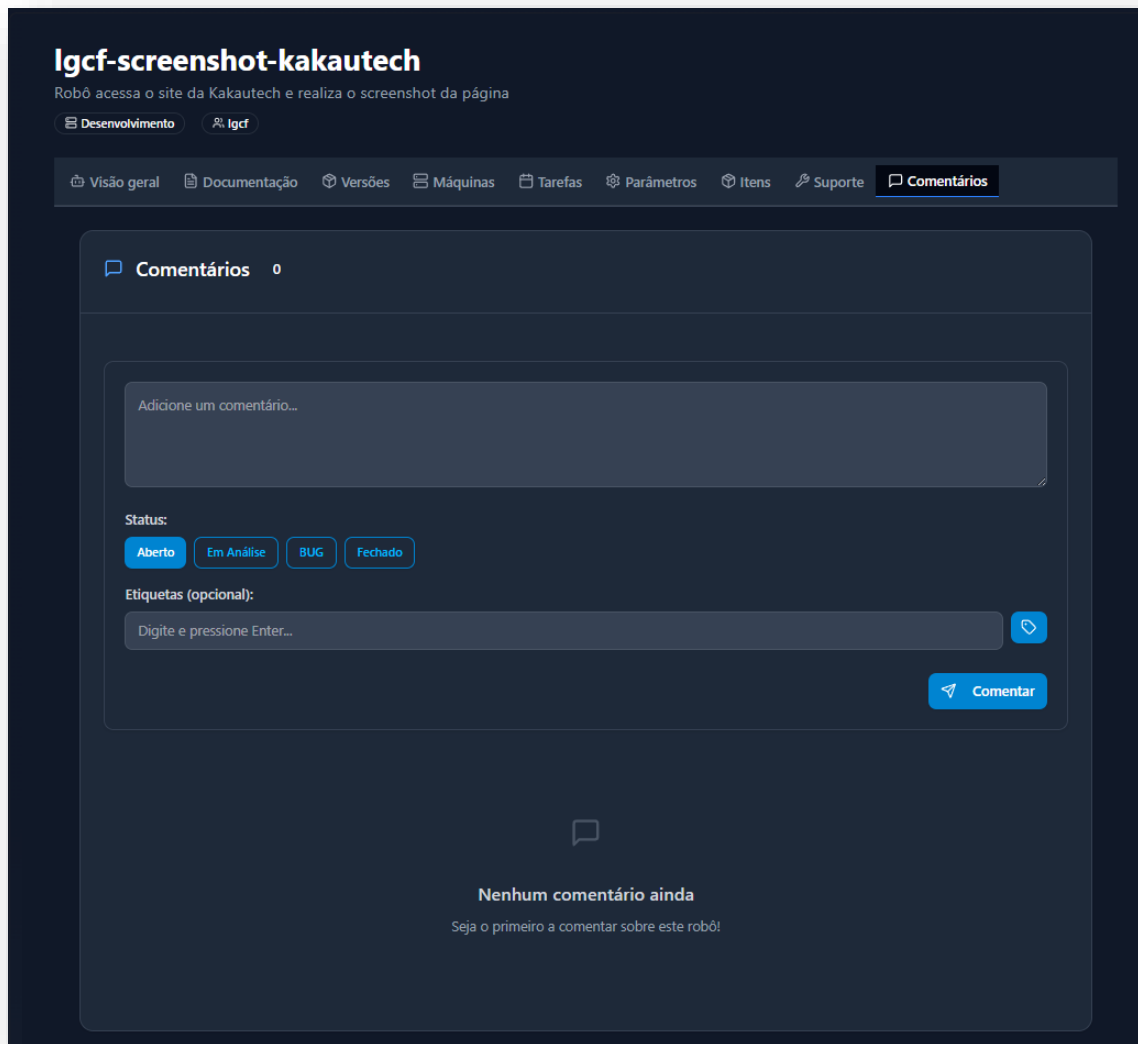 lgcf-screenshot-kakautech
Robô acessa o site da Kakautech e realiza o screenshot da página
Desenvolvimento lgcf
Visão geral Documentação Versões Máquinas Tarefas Parâmetros Itens Suporte Comentários
Comentários 0
Adicione um comentário...
Status:
Aberto Em Análise BUG Fechado
Etiquetas (opcional):
Digite e pressione Enter...
Comentar
Nenhum comentário ainda
Seja o primeiro a comentar sobre este robô!